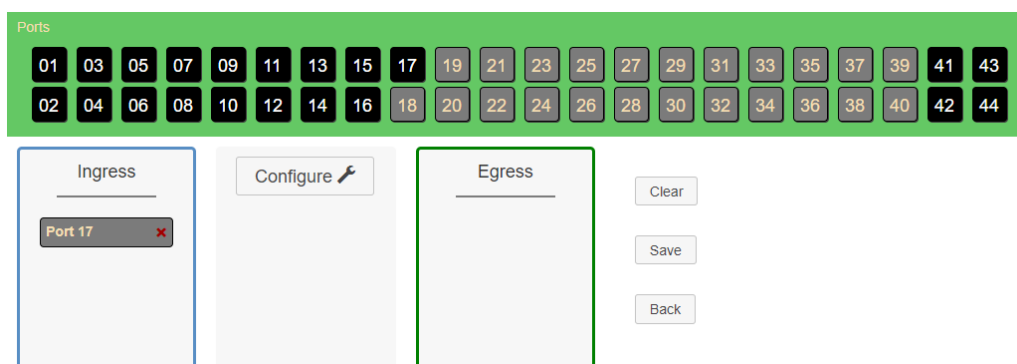 Ports
01 03 05 07 09 11 13 15 17 19 21 23 25 27 29 31 33 35 37 39 41 43
02 04 06 08 10 12 14 16 18 20 22 24 26 28 30 32 34 36 38 40 42 44
Ingress
Port 17
Configure
Egress
Clear
Save
Back